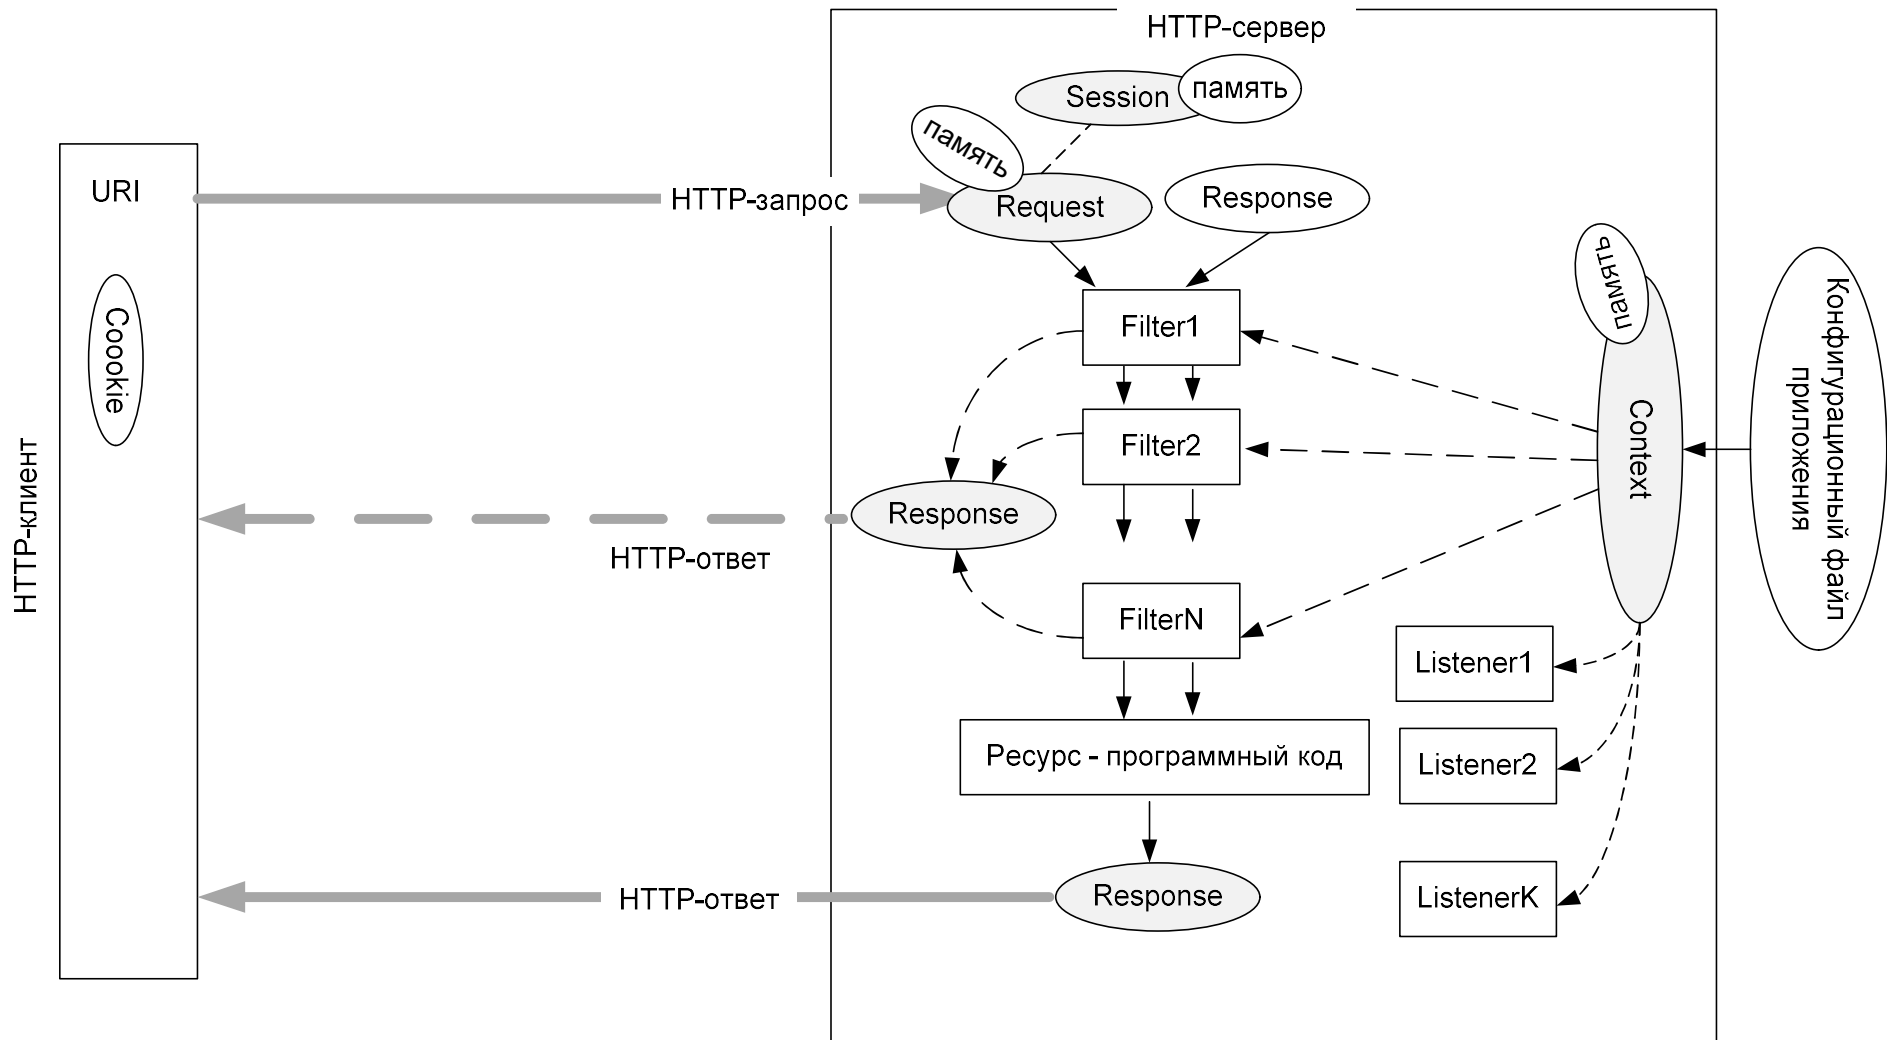 HTTP-сервер
Session
память
память
URI
HTTP-запрос
Request
Response
память
Coookie
Filter1
Конфигурационный файл
приложения
Filter2
Context
HTTP-клиент
Response
HTTP-ответ
FilterN
Listener1
Ресурс - программный код
Listener2
HTTP-ответ
Response
ListenerK